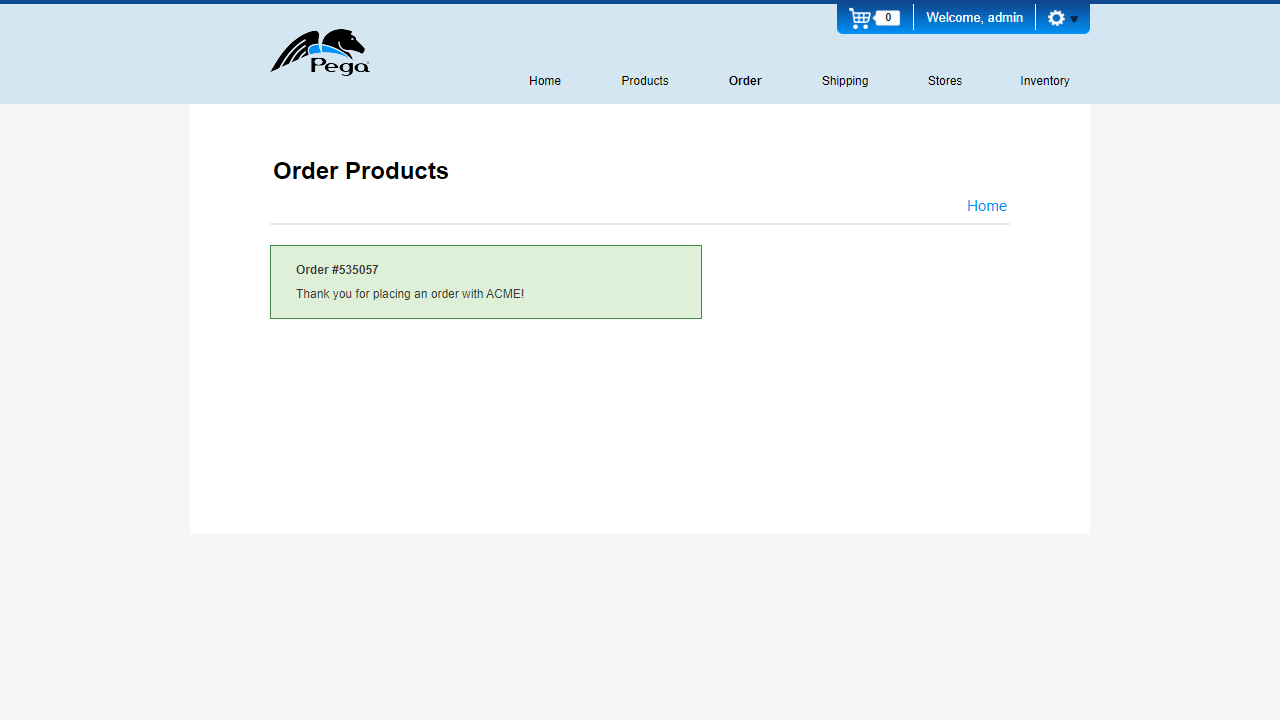 0
Welcome, admin
Pega
Home
Products
Order
Shipping
Stores
Inventory
Order Products
Home
Order #535057
Thank you for placing an order with ACME!